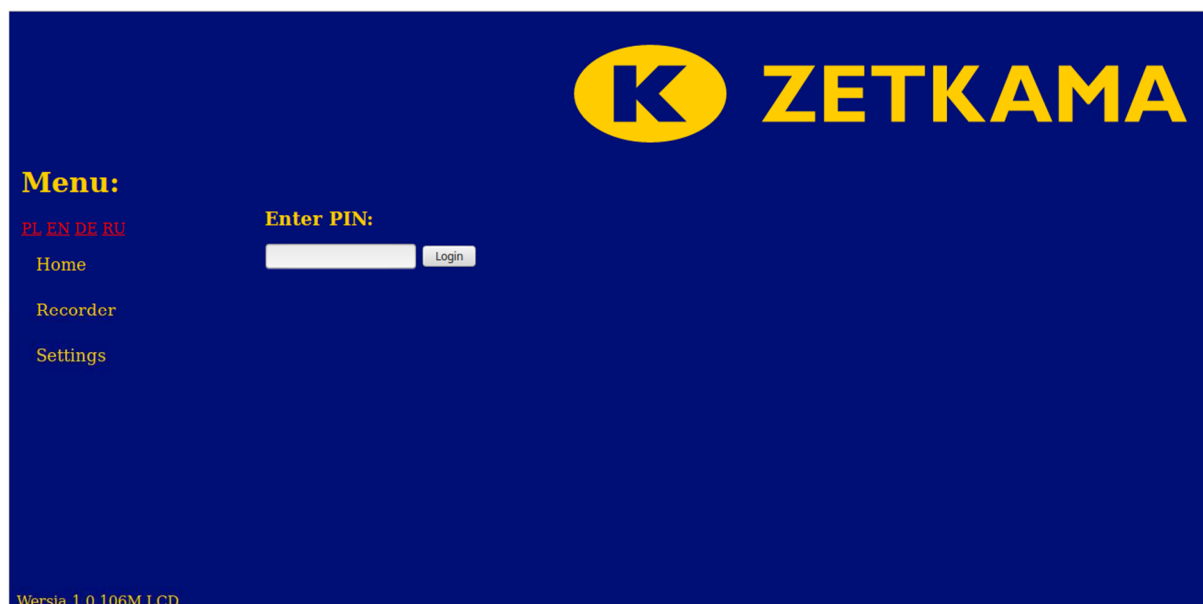 K ZETKAMA
Menu:
PL EN DE RU
Enter PIN:
Login
Home
Recorder
Settings
Wersja 1.0.106M LCD